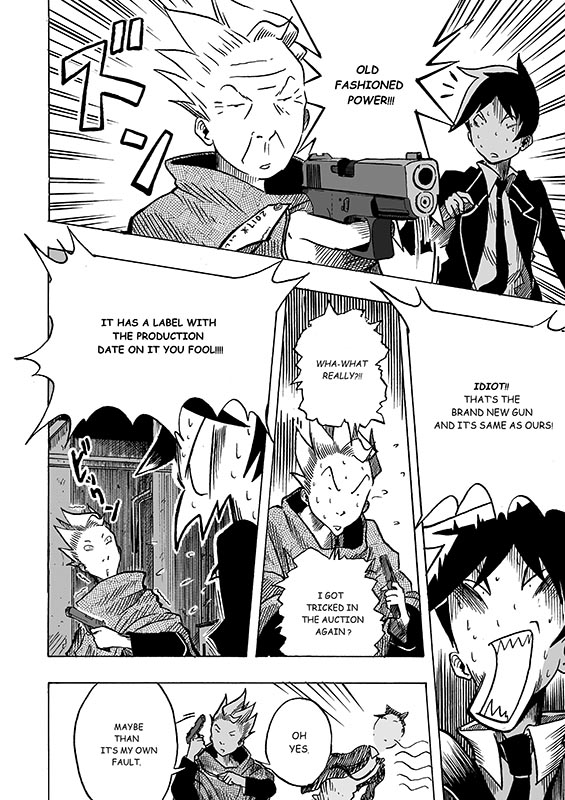 OLD
FASHIONED
POWER!!!
ドン
IDIOT!!
THAT'S THE
BRAND NEW GUN
AND IT'S SAME AS OURS!
WHA-WHAT
REALLY?!!
I GOT
TRICKED IN
THE AUCTION
AGAIN?
IT HAS A LABEL WITH
THE PRODUCTION
DATE ON IT YOU FOOL!!!!
OH
YES.
MAYBE
THAN
IT'S MY OWN
FAULT.